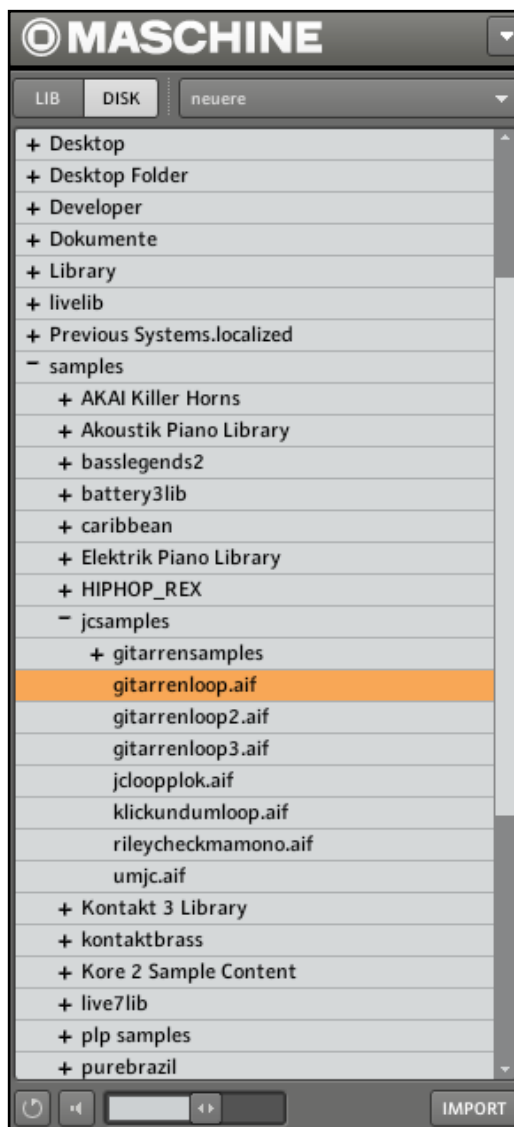 MASCHINE
LIB DISK neuere
+ Desktop
+ Desktop Folder
+ Developer
+ Dokumente
+ Library
+ livelib
+ Previous Systems.localized
- samples
+ AKAI Killer Horns
+ Akoustik Piano Library
+ basslegends2
+ battery3lib
+ caribbean
+ Elektrik Piano Library
+ HIPHOP_REX
- jcsamples
+ gitarrensamples
gitarrenloop.aif
gitarrenloop2.aif
gitarrenloop3.aif
jcloopplok.aif
klickundumloop.aif
rileycheckmamono.aif
umjc.aif
+ Kontakt 3 Library
+ kontaktbrass
+ Kore 2 Sample Content
+ live7lib
+ plp samples
+ purebrazil
IMPORT